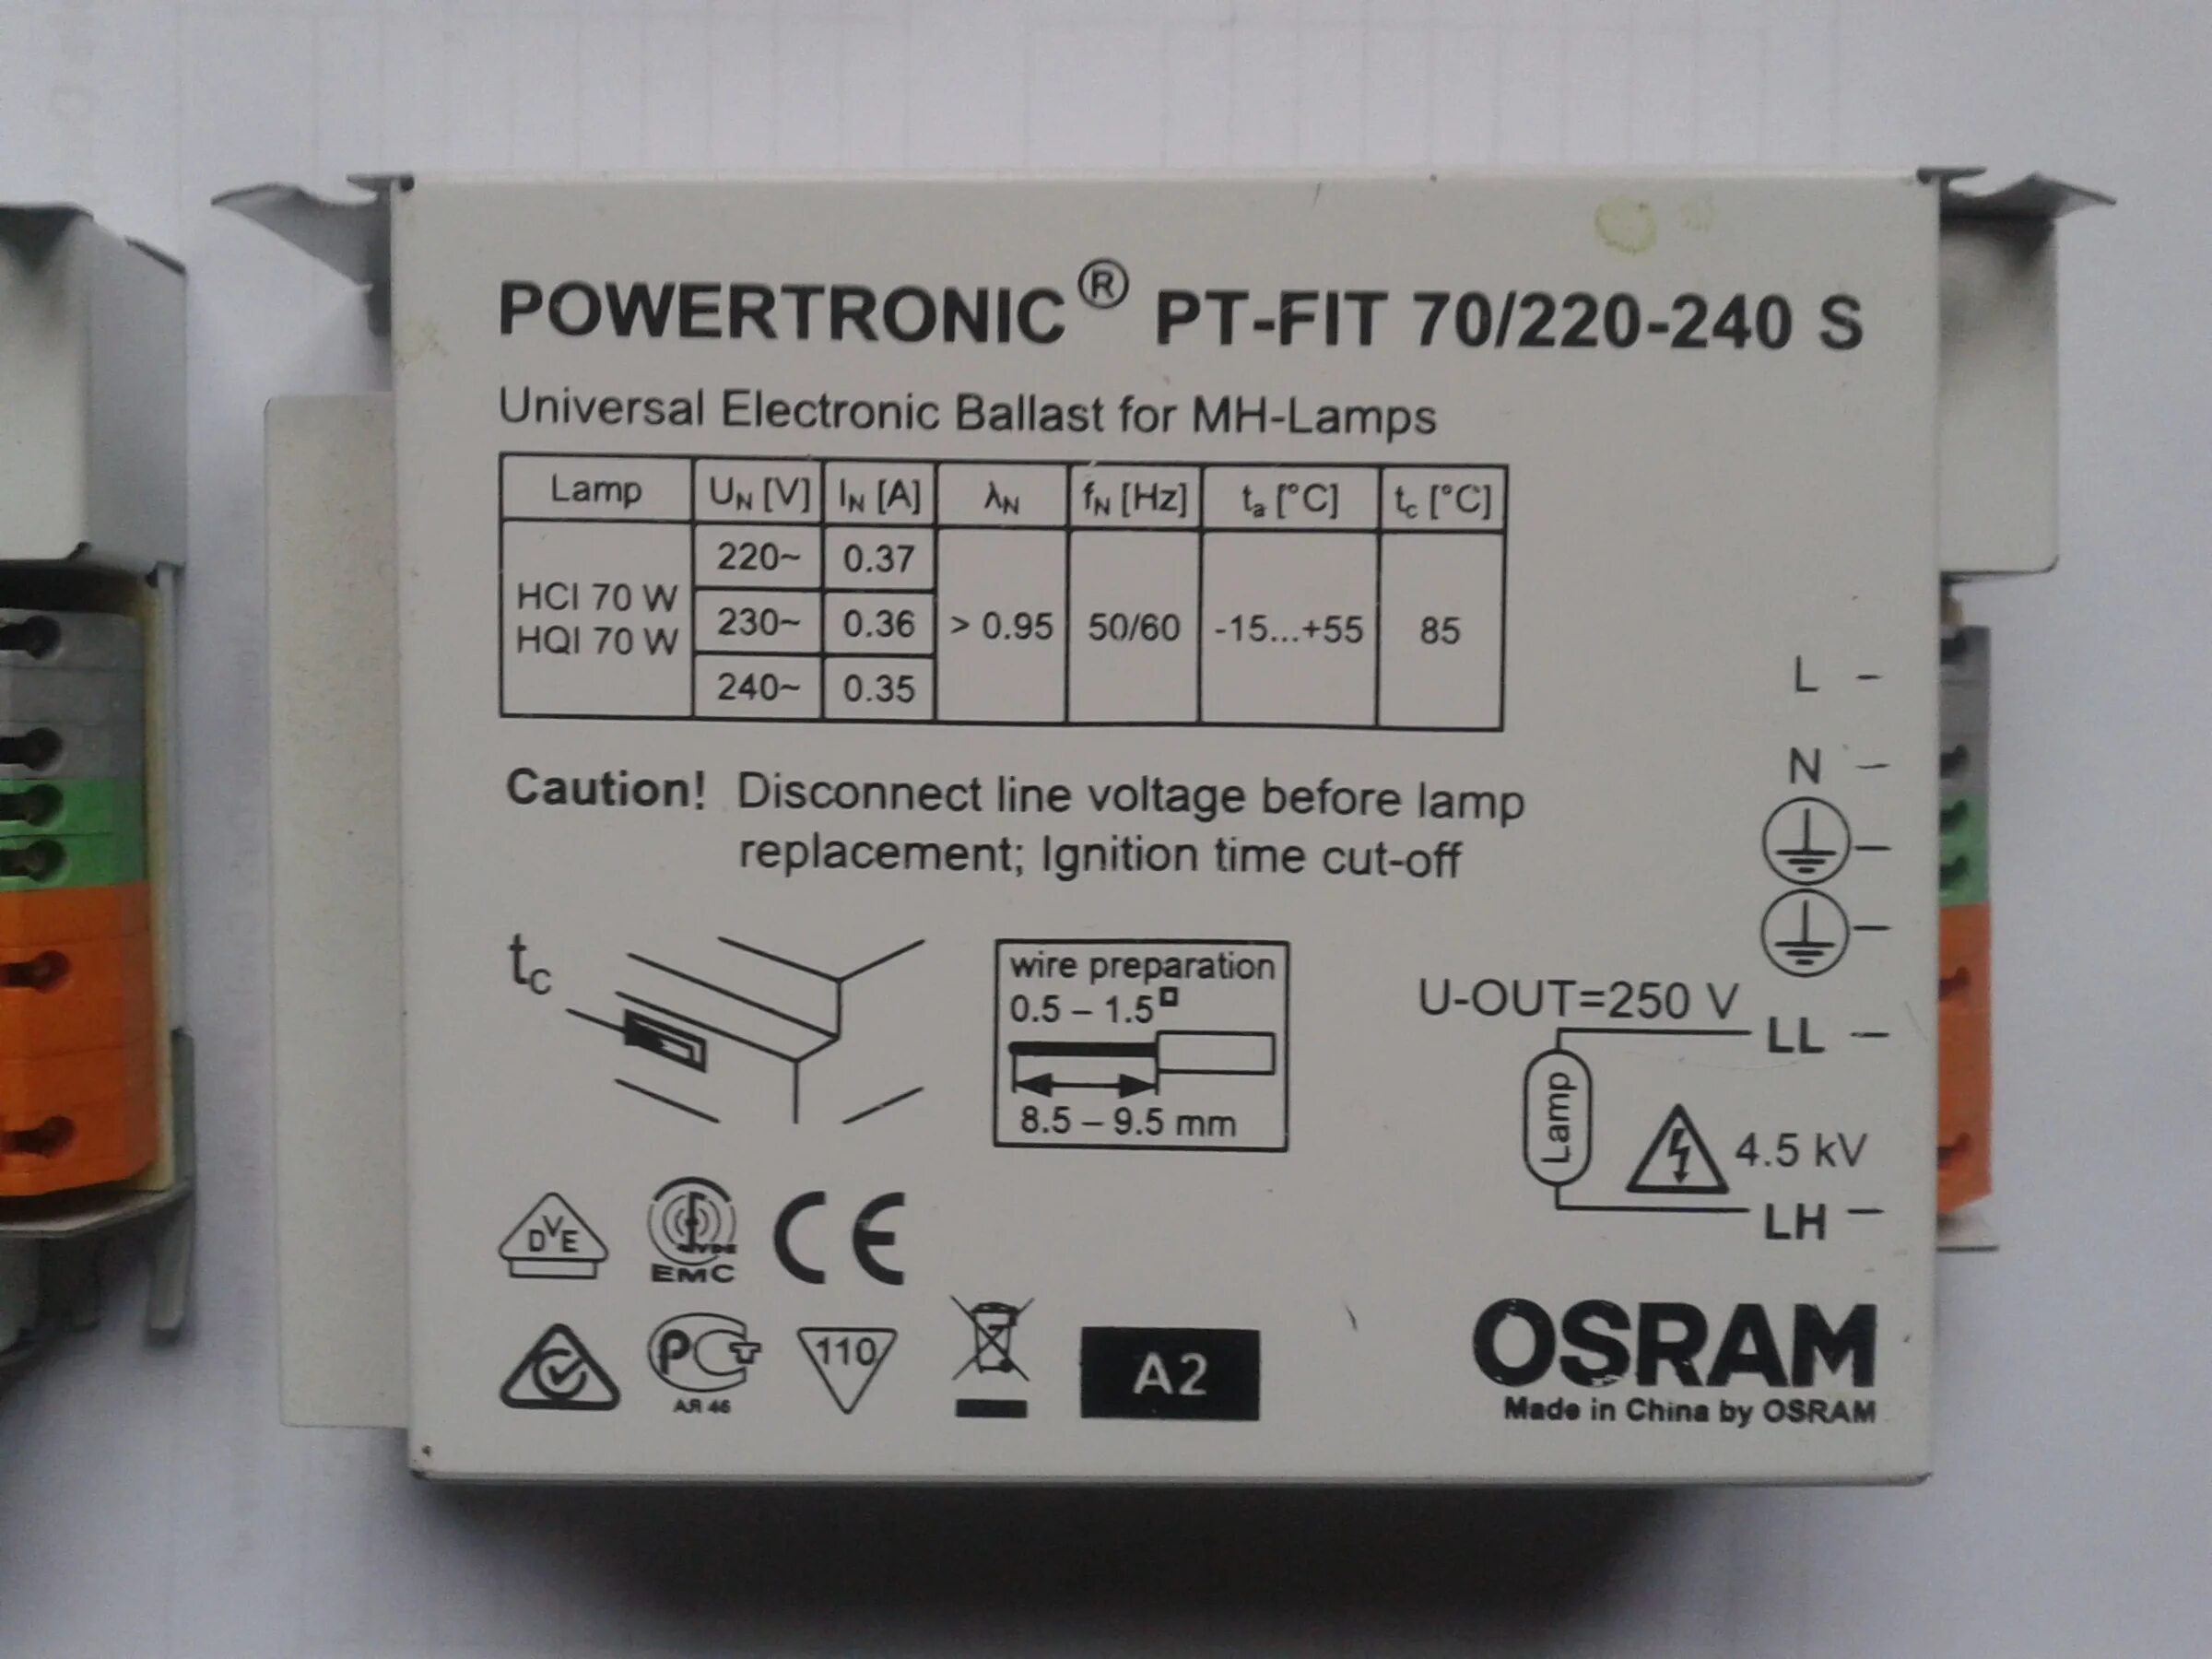 POWERTRONIC® PT-FIT 70/220-240 S
Universal Electronic Ballast for MH-Lamps
Lamp UN [V] IN [A] λN fN [Hz] ta [°C] tc [°C]
HCI 70 W
HQI 70 W
220~ 0.37
230~ 0.36
240~ 0.35
> 0.95 50/60 -15...+55 85
Caution! Disconnect line voltage before lamp
replacement; Ignition time cut-off
L
N
tc
wire preparation
0.5 – 1.5
8.5 – 9.5 mm
U-OUT=250 V
LL
Lamp
4.5 kV
LH
DVE
EMC
CE
PCT
АЯ 46
110
A2
OSRAM
Made in China by OSRAM